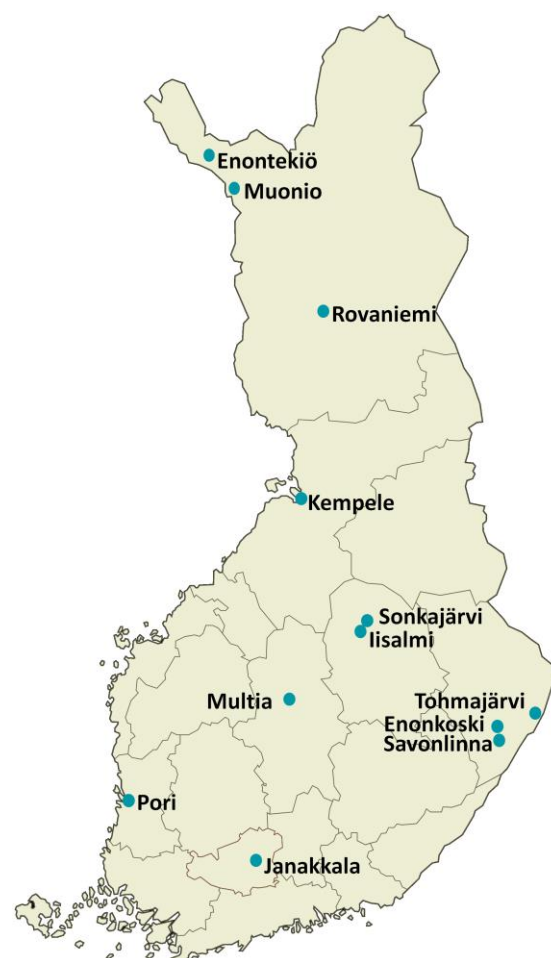 Enontekiö
Muonio
Rovaniemi
Kempele
Sonkajärvi
Iisalmi
Multia
Tohmajärvi
Enonkoski
Savonlinna
Pori
Janakkala